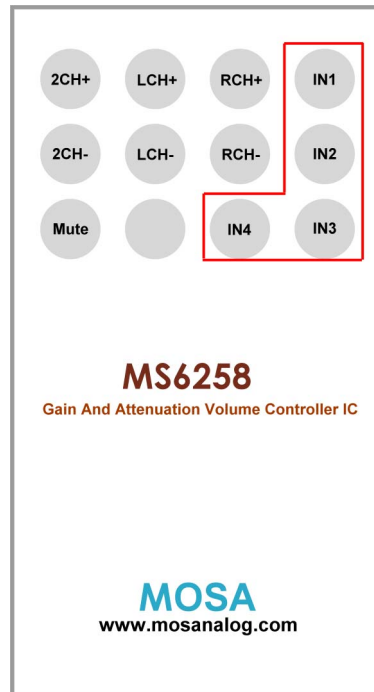 2CH+ LCH+ RCH+ IN1
2CH- LCH- RCH- IN2
Mute IN4 IN3
MS6258
Gain And Attenuation Volume Controller IC
MOSA
www.mosanalog.com